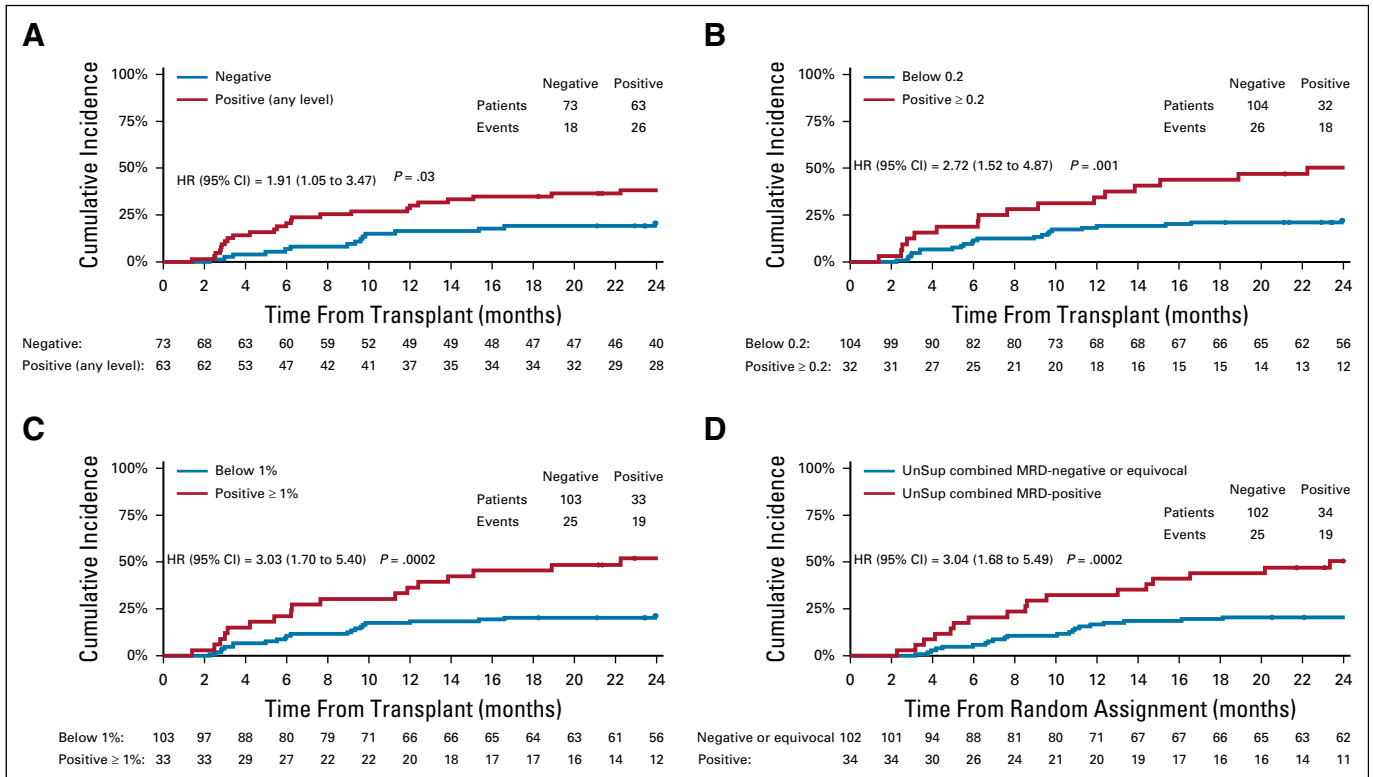 A
Cumulative Incidence
100%
75%
50%
25%
0%
Negative
Positive (any level)
Negative Positive
Patients 73 63
Events 18 26
HR (95% CI) = 1.91 (1.05 to 3.47) P = .03
0 2 4 6 8 10 12 14 16 18 20 22 24
Time From Transplant (months)
Negative: 73 68 63 60 59 52 49 49 48 47 47 46 40
Positive (any level): 63 62 53 47 42 41 37 35 34 34 32 29 28
B
Cumulative Incidence
100%
75%
50%
25%
0%
Below 0.2
Positive ≥ 0.2
Negative Positive
Patients 104 32
Events 26 18
HR (95% CI) = 2.72 (1.52 to 4.87) P = .001
0 2 4 6 8 10 12 14 16 18 20 22 24
Time From Transplant (months)
Below 0.2: 104 99 90 82 80 73 68 68 67 66 65 62 56
Positive ≥ 0.2: 32 31 27 25 21 20 18 16 15 15 14 13 12
C
Cumulative Incidence
100%
75%
50%
25%
0%
Below 1%
Positive ≥ 1%
Negative Positive
Patients 103 33
Events 25 19
HR (95% CI) = 3.03 (1.70 to 5.40) P = .0002
0 2 4 6 8 10 12 14 16 18 20 22 24
Time From Transplant (months)
Below 1%: 103 97 88 80 79 71 66 66 65 64 63 61 56
Positive ≥ 1%: 33 33 29 27 22 22 20 18 17 17 16 14 12
D
Cumulative Incidence
100%
75%
50%
25%
0%
UnSup combined MRD-negative or equivocal
UnSup combined MRD-positive
Negative Positive
Patients 102 34
Events 25 19
HR (95% CI) = 3.04 (1.68 to 5.49) P = .0002
0 2 4 6 8 10 12 14 16 18 20 22 24
Time From Random Assignment (months)
Negative or equivocal 102 101 94 88 81 80 71 67 67 66 65 63 62
Positive: 34 34 30 26 24 21 20 19 17 16 16 14 11